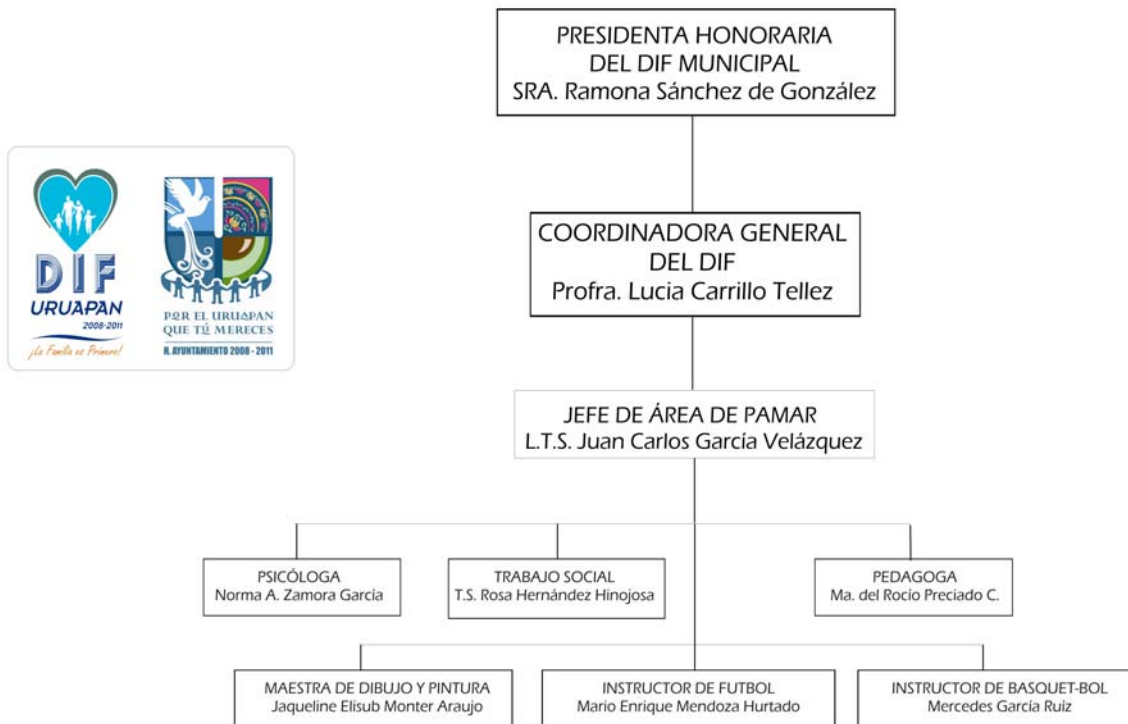 PRESIDENTA HONORARIA
DEL DIF MUNICIPAL
SRA. Ramona Sánchez de González
DIF
URUAPAN
2008-2011
¡La Familia es Primero!
POR EL URUAPAN
QUE TÚ MERECES
H. AYUNTAMIENTO 2008 - 2011
COORDINADORA GENERAL
DEL DIF
Profra. Lucia Carrillo Tellez
JEFE DE ÁREA DE PAMAR
L.T.S. Juan Carlos García Velázquez
PSICÓLOGA
Norma A. Zamora García
TRABAJO SOCIAL
T.S. Rosa Hernández Hinojosa
PEDAGOGA
Ma. del Rocío Preciado C.
MAESTRA DE DIBUJO Y PINTURA
Jaqueline Elisub Monter Araujo
INSTRUCTOR DE FUTBOL
Mario Enrique Mendoza Hurtado
INSTRUCTOR DE BASQUET-BOL
Mercedes García Ruiz